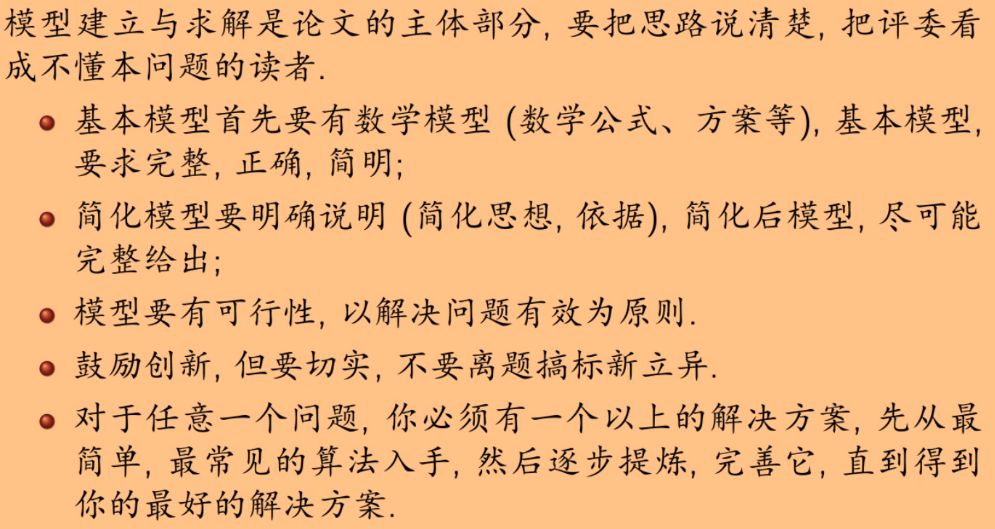 模型建立与求解是论文的主体部分, 要把思路说清楚, 把评委看
成不懂本问题的读者.
基本模型首先要有数学模型 (数学公式、方案等), 基本模型,
要求完整, 正确, 简明;
简化模型要明确说明 (简化思想, 依据), 简化后模型, 尽可能
完整给出;
模型要有可行性, 以解决问题有效为原则.
鼓励创新, 但要切实, 不要离题搞标新立异.
对于任意一个问题, 你必须有一个以上的解决方案, 先从最
简单, 最常见的算法入手, 然后逐步提炼, 完善它, 直到得到
你的最好的解决方案.